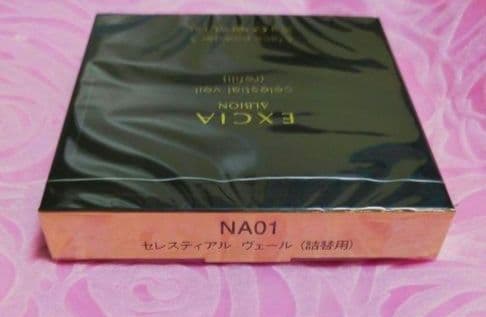 EXCIA
ALBION
celestial veil
(refill)
NA01
セレスティアル ヴェール (詰替用)